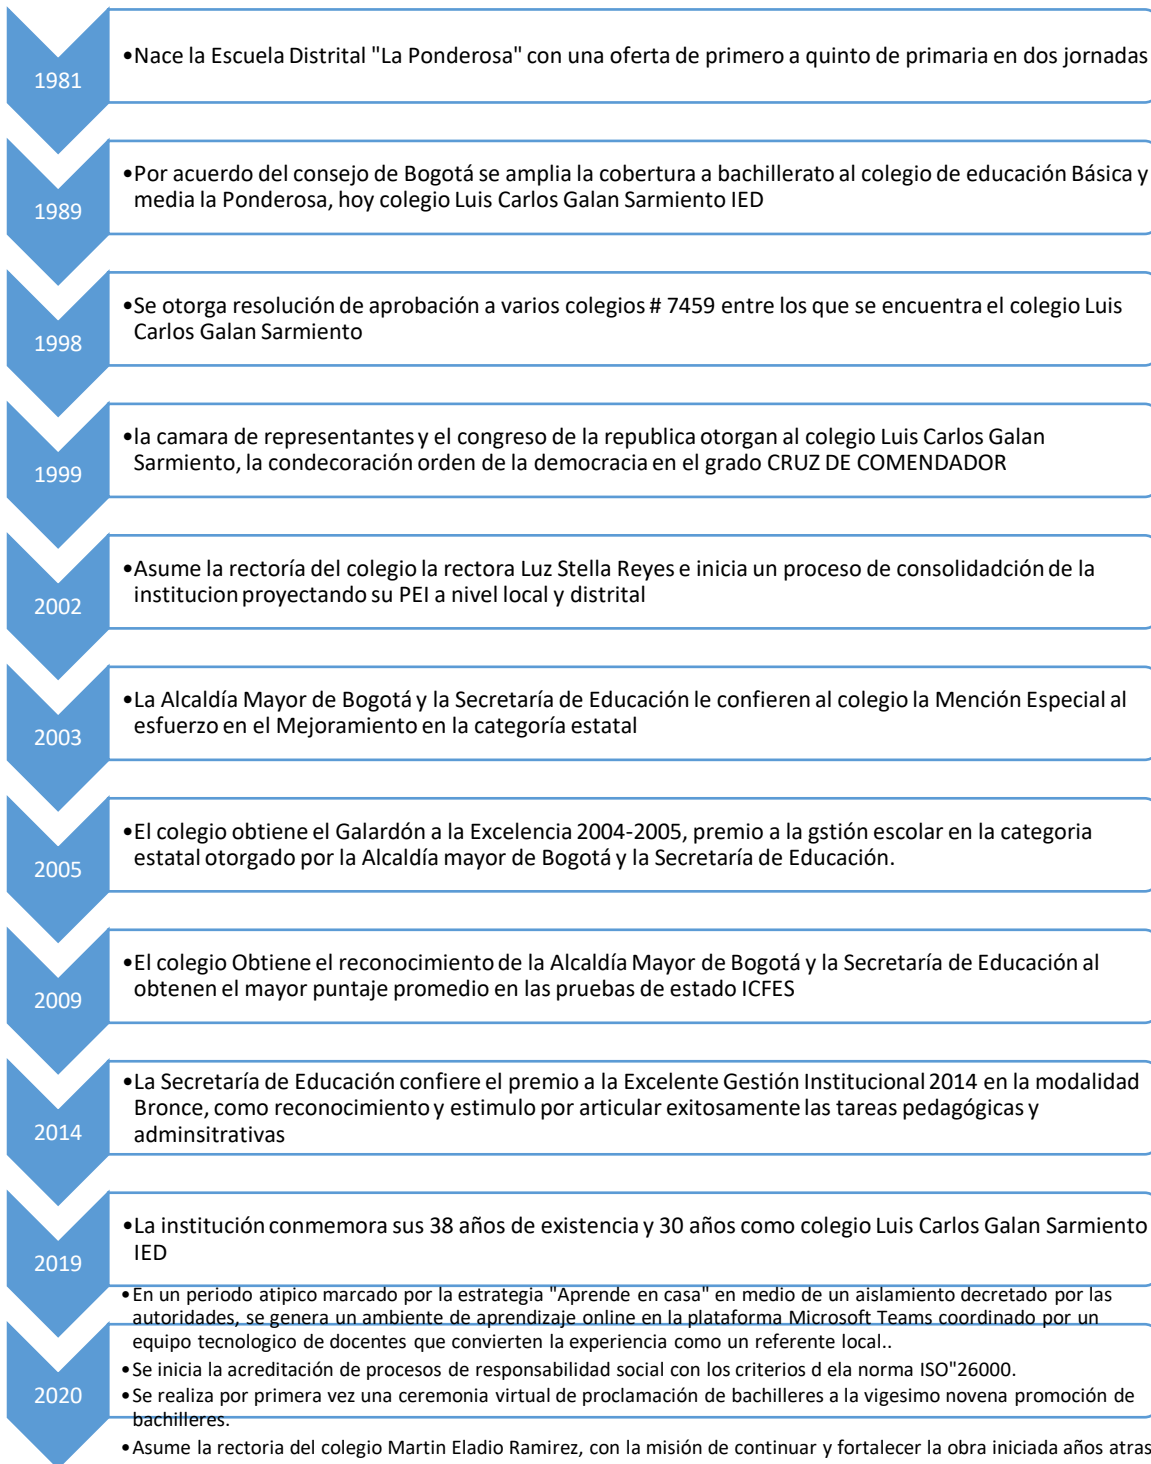 1981
•Nace la Escuela Distrital "La Ponderosa" con una oferta de primero a quinto de primaria en dos jornadas
1989
•Por acuerdo del consejo de Bogotá se amplia la cobertura a bachillerato al colegio de educación Básica y
media la Ponderosa, hoy colegio Luis Carlos Galan Sarmiento IED
1998
•Se otorga resolución de aprobación a varios colegios # 7459 entre los que se encuentra el colegio Luis
Carlos Galan Sarmiento
1999
•la camara de representantes y el congreso de la republica otorgan al colegio Luis Carlos Galan
Sarmiento, la condecoración orden de la democracia en el grado CRUZ DE COMENDADOR
2002
•Asume la rectoría del colegio la rectora Luz Stella Reyes e inicia un proceso de consolidadción de la
institucion proyectando su PEI a nivel local y distrital
2003
•La Alcaldía Mayor de Bogotá y la Secretaría de Educación le confieren al colegio la Mención Especial al
esfuerzo en el Mejoramiento en la categoría estatal
2005
•El colegio obtiene el Galardón a la Excelencia 2004-2005, premio a la gstión escolar en la categoria
estatal otorgado por la Alcaldía mayor de Bogotá y la Secretaría de Educación.
2009
•El colegio Obtiene el reconocimiento de la Alcaldía Mayor de Bogotá y la Secretaría de Educación al
obtenen el mayor puntaje promedio en las pruebas de estado ICFES
2014
•La Secretaría de Educación confiere el premio a la Excelente Gestión Institucional 2014 en la modalidad
Bronce, como reconocimiento y estimulo por articular exitosamente las tareas pedagógicas y
adminsitrativas
2019
•La institución conmemora sus 38 años de existencia y 30 años como colegio Luis Carlos Galan Sarmiento
IED
2020
•En un periodo atipico marcado por la estrategia "Aprende en casa" en medio de un aislamiento decretado por las
autoridades, se genera un ambiente de aprendizaje online en la plataforma Microsoft Teams coordinado por un
equipo tecnologico de docentes que convierten la experiencia como un referente local..
•Se inicia la acreditación de procesos de responsabilidad social con los criterios d ela norma ISO"26000.
•Se realiza por primera vez una ceremonia virtual de proclamación de bachilleres a la vigesimo novena promoción de
bachilleres.
•Asume la rectoria del colegio Martin Eladio Ramirez, con la misión de continuar y fortalecer la obra iniciada años atras